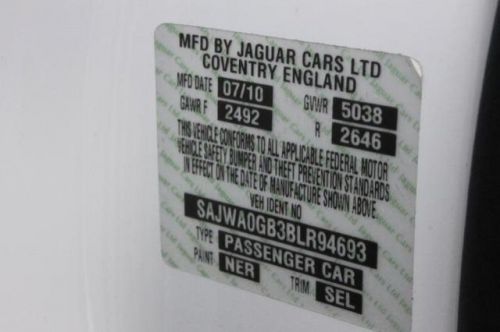 MFD BY JAGUAR CARS LTD
COVENTRY ENGLAND
MFD DATE 07/10 GVWR 5038
GAWR F 2492 R 2646
THIS VEHICLE CONFORMS TO ALL APPLICABLE FEDERAL MOTOR
VEHICLE SAFETY BUMPER AND THEFT PREVENTION STANDARDS
IN EFFECT ON THE DATE OF MANUFACTURE SHOWN ABOVE.
VEH IDENT NO
SAJWA0GB3BLR94693
TYPE PASSENGER CAR
PAINT NER TRIM SEL